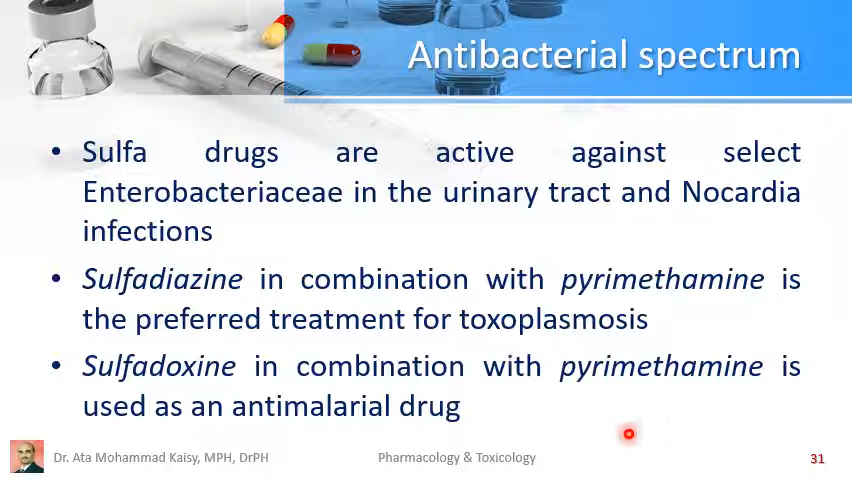 Antibacterial spectrum
• Sulfa drugs are active against select
Enterobacteriaceae in the urinary tract and Nocardia
infections
• Sulfadiazine in combination with pyrimethamine is
the preferred treatment for toxoplasmosis
• Sulfadoxine in combination with pyrimethamine is
used as an antimalarial drug
Dr. Ata Mohammad Kaisy, MPH, DrPH
Pharmacology & Toxicology
31